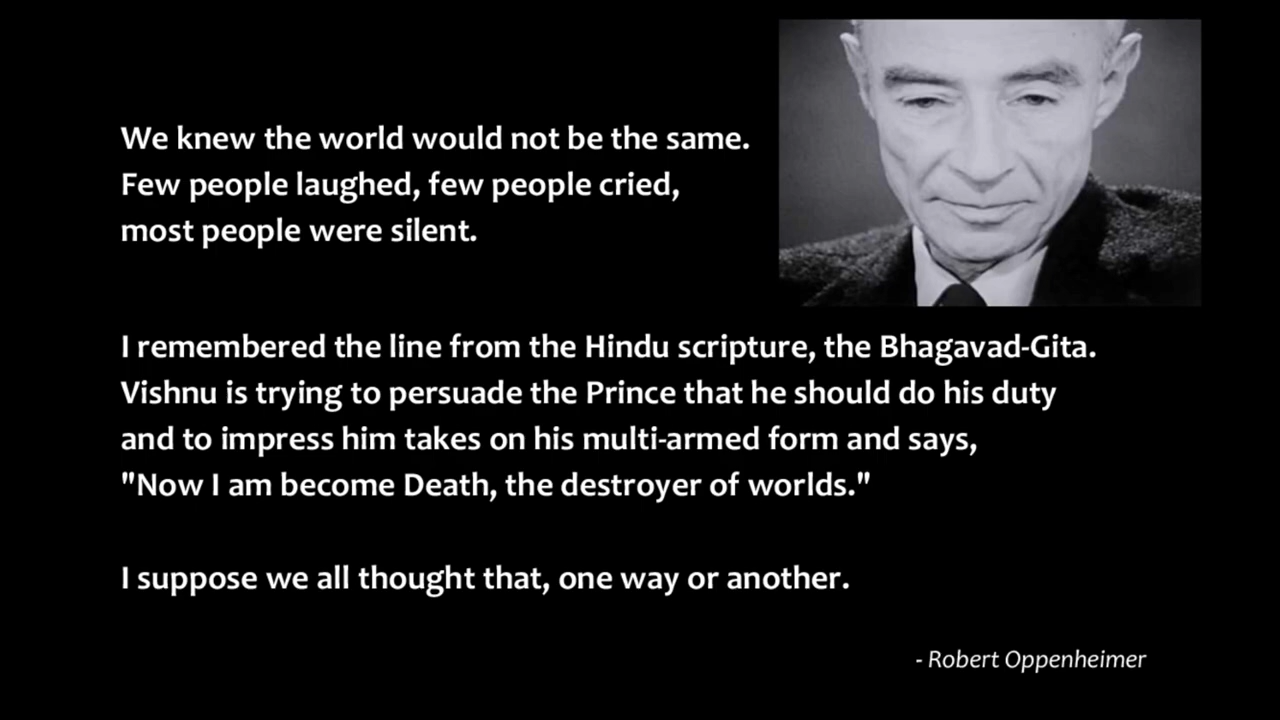 We knew the world would not be the same.
Few people laughed, few people cried,
most people were silent.
I remembered the line from the Hindu scripture, the Bhagavad-Gita.
Vishnu is trying to persuade the Prince that he should do his duty
and to impress him takes on his multi-armed form and says,
"Now I am become Death, the destroyer of worlds."
I suppose we all thought that, one way or another.
- Robert Oppenheimer